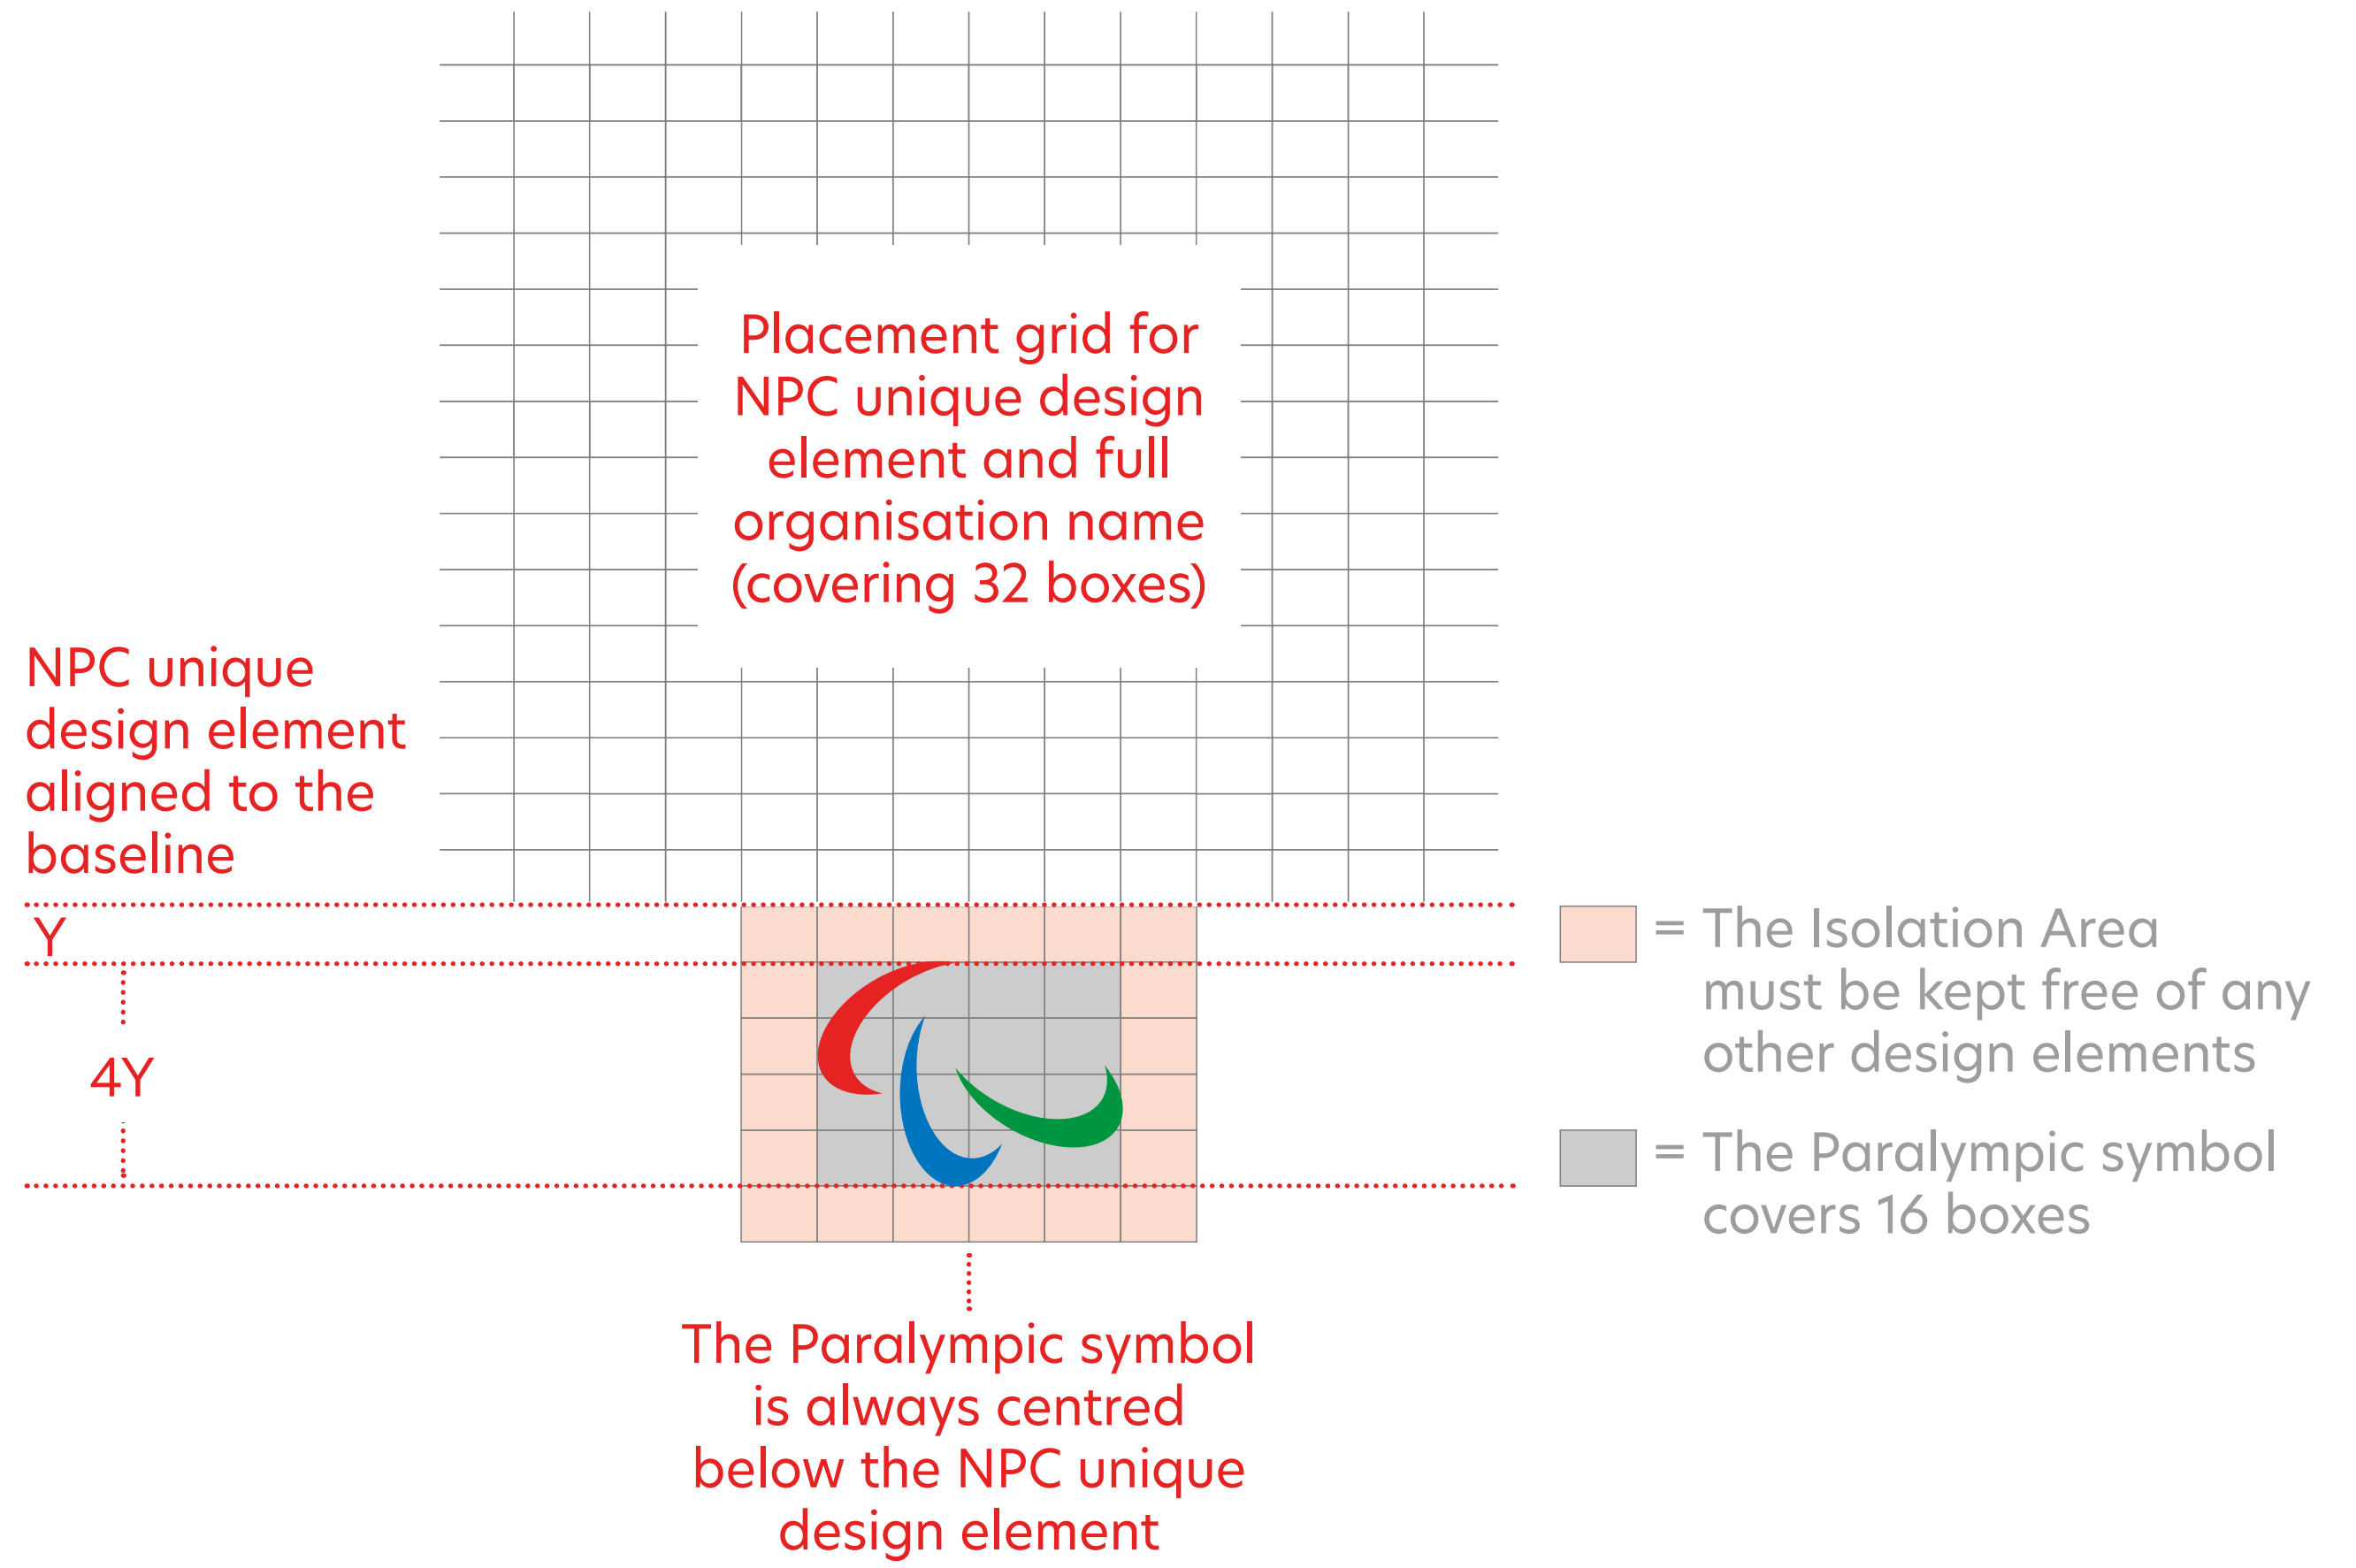 Placement grid for
NPC unique design
element and full
organisation name
(covering 32 boxes)
NPC unique
design element
aligned to the
baseline
Y
4Y
= The Isolation Area
must be kept free of any
other design elements
= The Paralympic symbol
covers 16 boxes
The Paralympic symbol
is always centred
below the NPC unique
design element